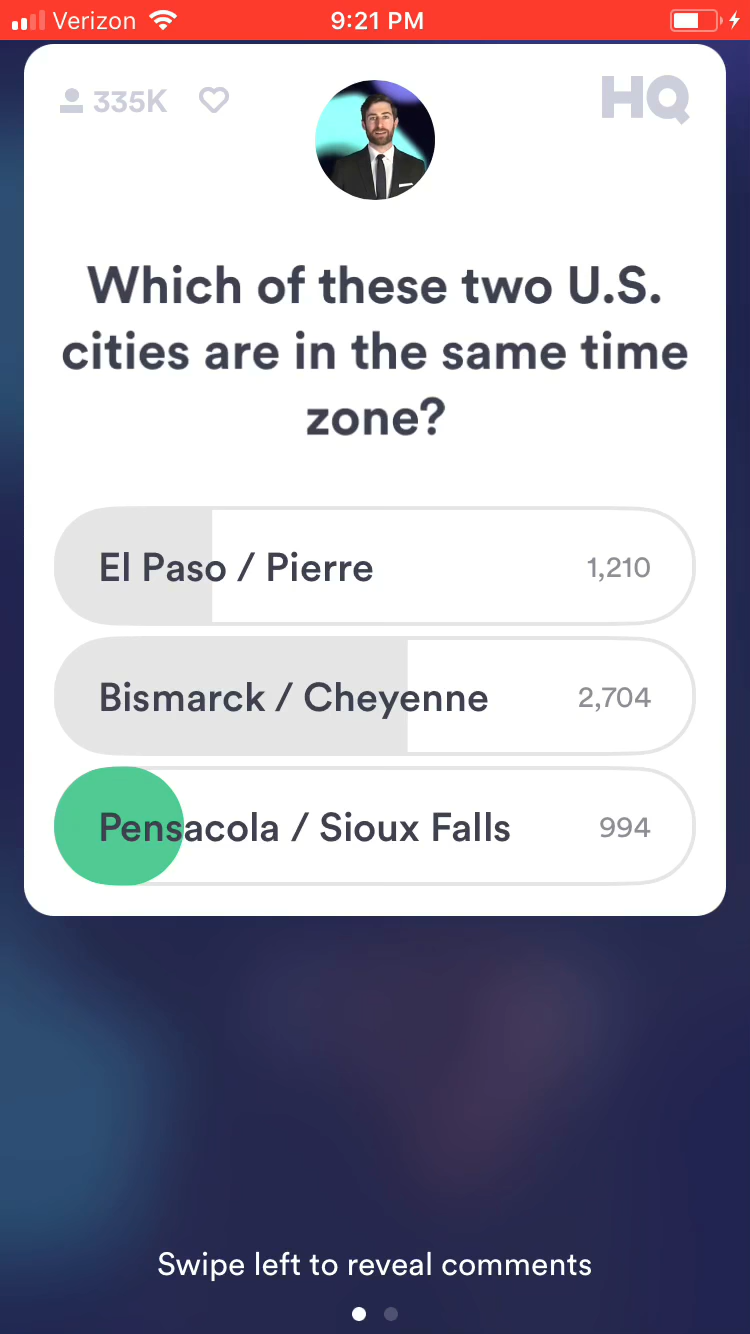 Verizon 9:21 PM
335K HQ
Which of these two U.S.
cities are in the same time
zone?
El Paso / Pierre 1,210
Bismarck / Cheyenne 2,704
Pensacola / Sioux Falls 994
Swipe left to reveal comments